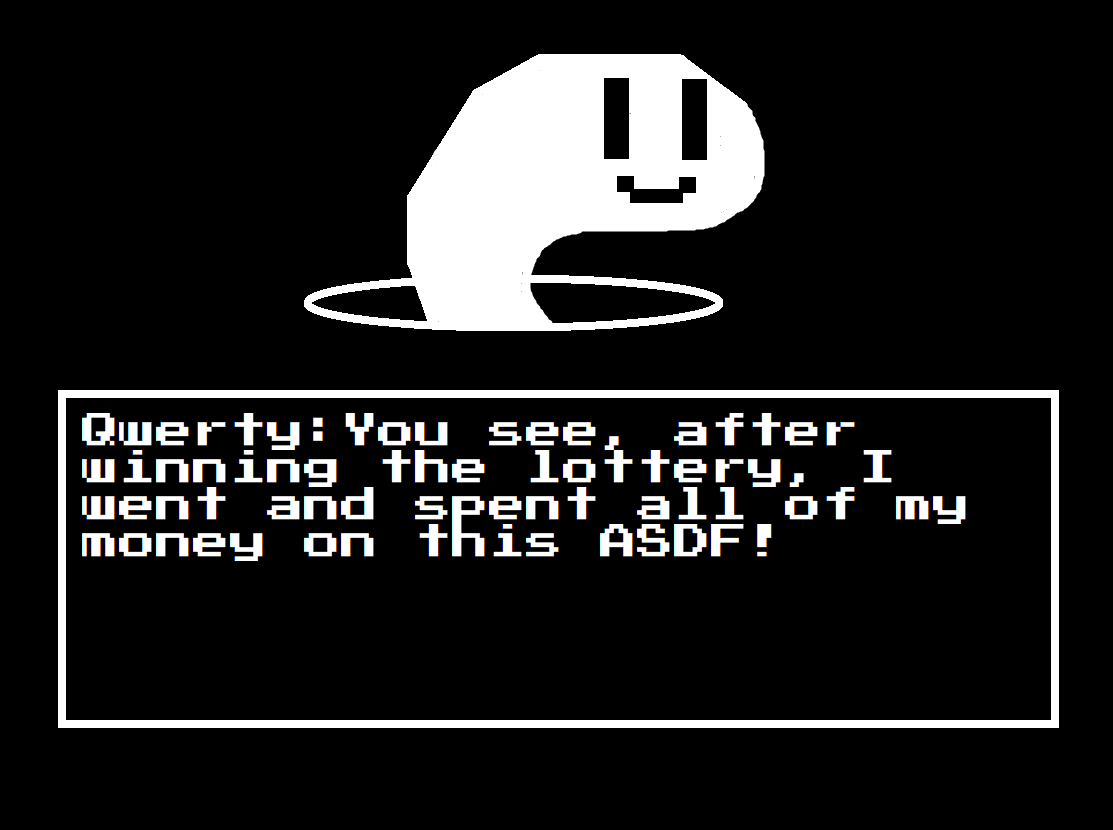 Qwerty:You see, after
winning the lottery, I
went and spent all of my
money on this ASDF!